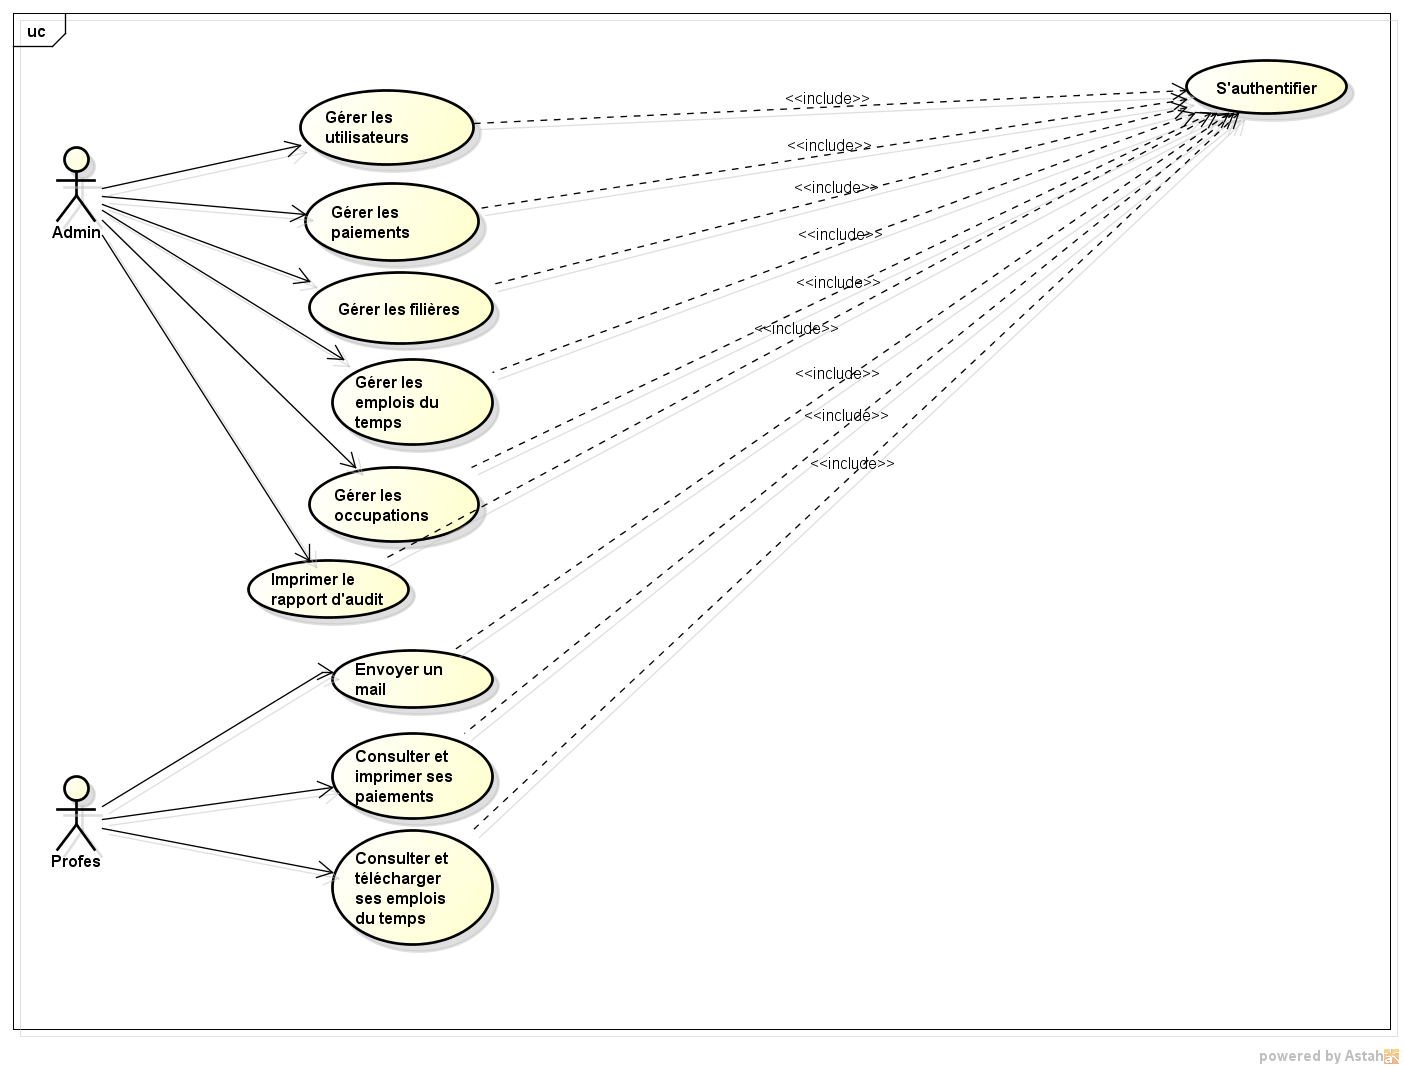 uc
S'authentifier
<<include>>
Gérer les
utilisateurs
<<include>>
Admin
<<include>>
Gérer les
paiements
<<include>>
<<include>>
Gérer les filières
<<include>>
<<include>>
Gérer les
emplois du
temps
<<include>>
<<include>>
Gérer les
occupations
Imprimer le
rapport d'audit
Envoyer un
mail
Consulter et
imprimer ses
paiements
Profes
Consulter et
télécharger
ses emplois
du temps
powered by Astah